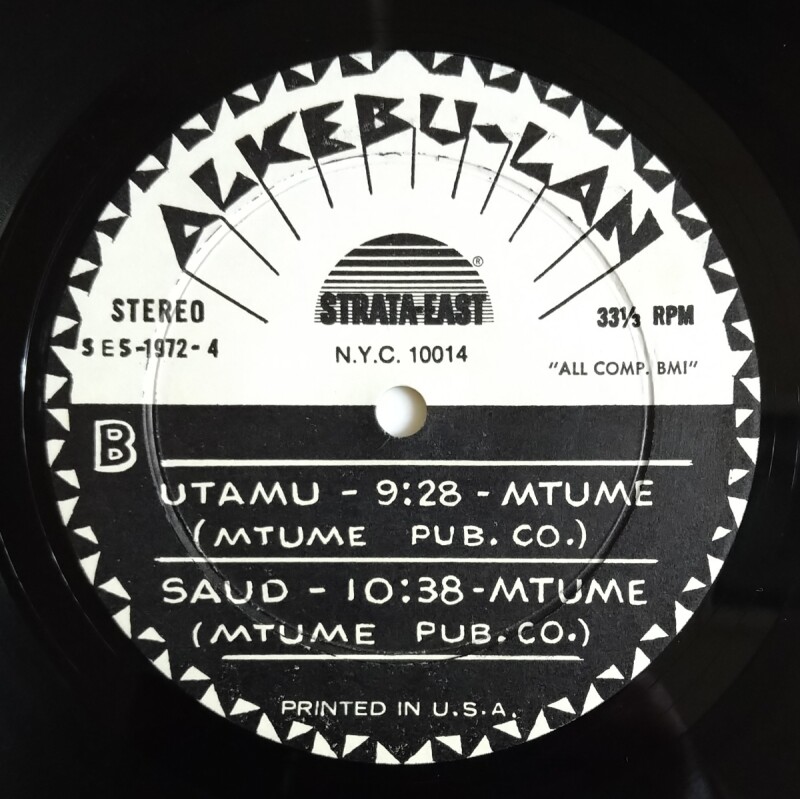 ALKEBU-LAN
STRATA-EAST®
STEREO
33⅓ RPM
SES-1972-4
N.Y.C. 10014
"ALL COMP. BMI"
B
UTAMU - 9:28 - MTUME
(MTUME PUB. CO.)
SAUD - 10:38 - MTUME
(MTUME PUB. CO.)
PRINTED IN U.S.A.